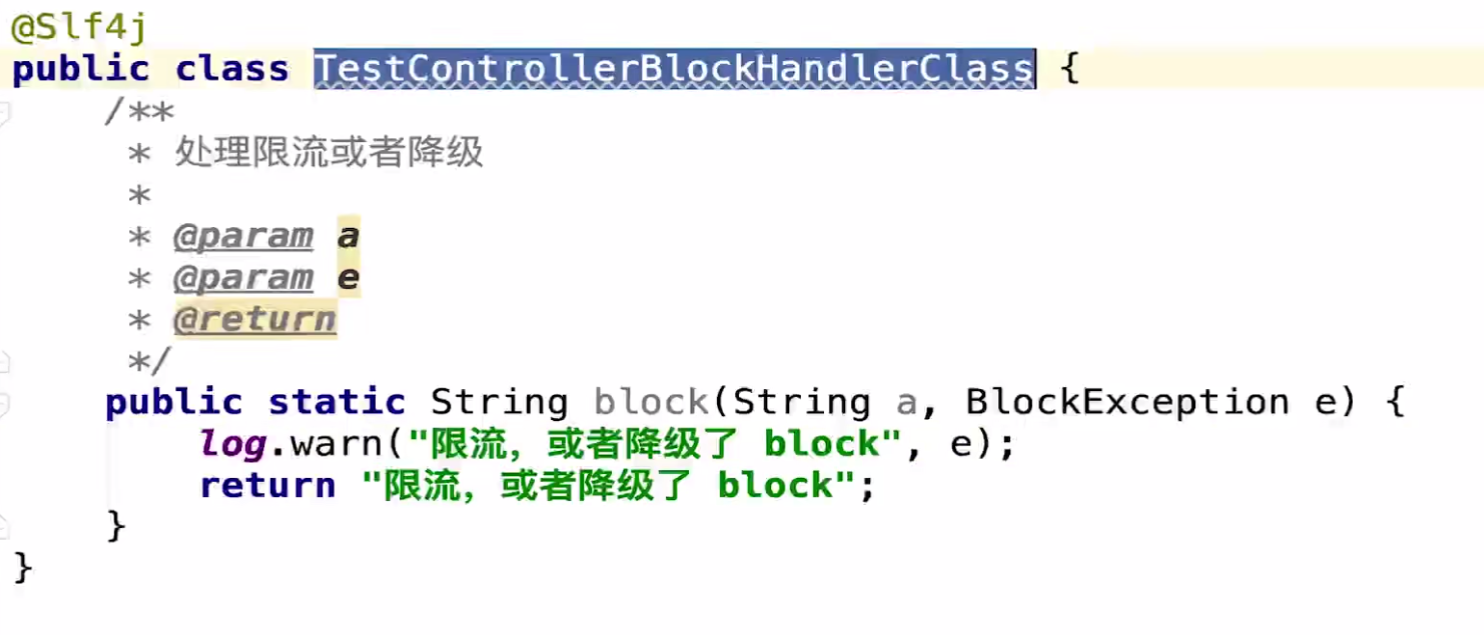 @Slf4j
public class TestControllerBlockHandlerClass {
/**
* 处理限流或者降级
*
* @param a
* @param e
* @return
*/
public static String block(String a, BlockException e) {
log.warn("限流，或者降级了 block", e);
return "限流，或者降级了 block";
}
}